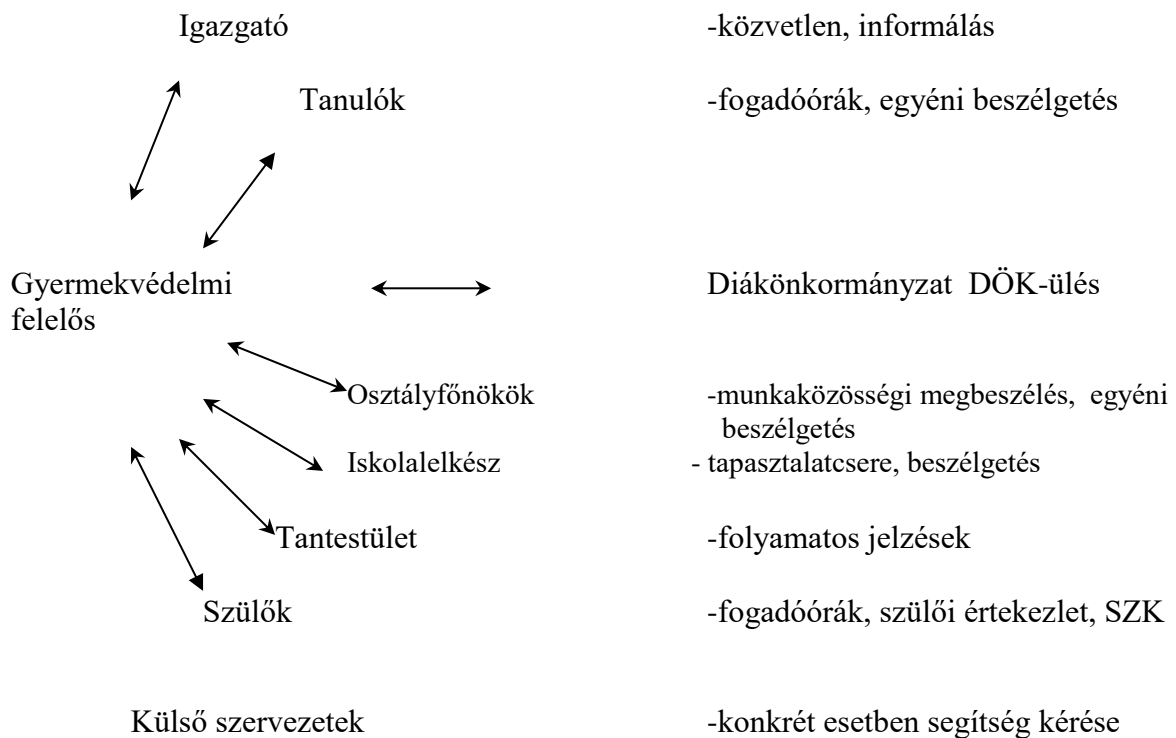 Igazgató -közvetlen, informálás
Tanulók -fogadóórák, egyéni beszélgetés
Gyermekvédelmi Diákönkormányzat DÖK-ülés
felelős
Osztályfőnökök -munkaközösségi megbeszélés, egyéni
beszélgetés
Iskolalelkész - tapasztalatcsere, beszélgetés
Tantestület -folyamatos jelzések
Szülők -fogadóórák, szülői értekezlet, SZK
Külső szervezetek -konkrét esetben segítség kérése